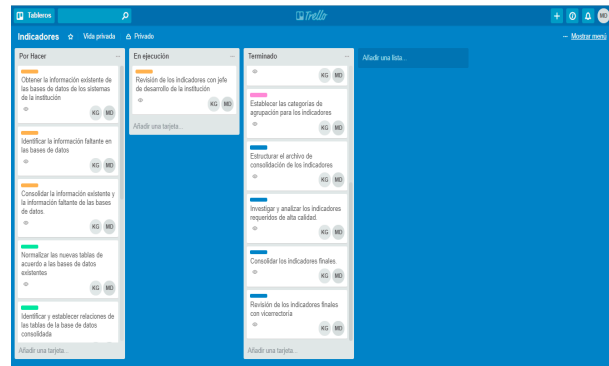 Tableros
Trello
MD
Indicadores
Vida privada
Privado
... Mostrar menú
Por Hacer
...
Obtener la información existente de
las bases de datos de los sistemas
de la institución
KG MD
Identificar la información faltante en
las bases de datos
KG MD
Consolidar la información existente y
la información faltante de las bases
de datos.
KG MD
Normalizar las nuevas tablas de
acuerdo a las bases de datos
existentes
KG MD
Identificar y establecer relaciones de
las tablas de la base de datos
consolidada
Añadir una tarjeta...
En ejecución
...
Revisión de los indicadores con jefe
de desarrollo de la institución
KG MD
Añadir una tarjeta...
Terminado
...
KG MD
Establecer las categorías de
agrupación para los indicadores
KG MD
Estructurar el archivo de
consolidación de los indicadores
KG MD
Investigar y analizar los indicadores
requeridos de alta calidad.
KG MD
Consolidar los indicadores finales.
KG MD
Revisión de los indicadores finales
con vicerrectoria
KG MD
Añadir una tarjeta...
Añadir una lista...